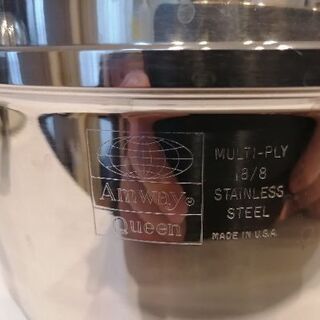 Amway®
Queen
MULTI-PLY
18/8
STAINLESS
STEEL
MADE IN U.S.A.